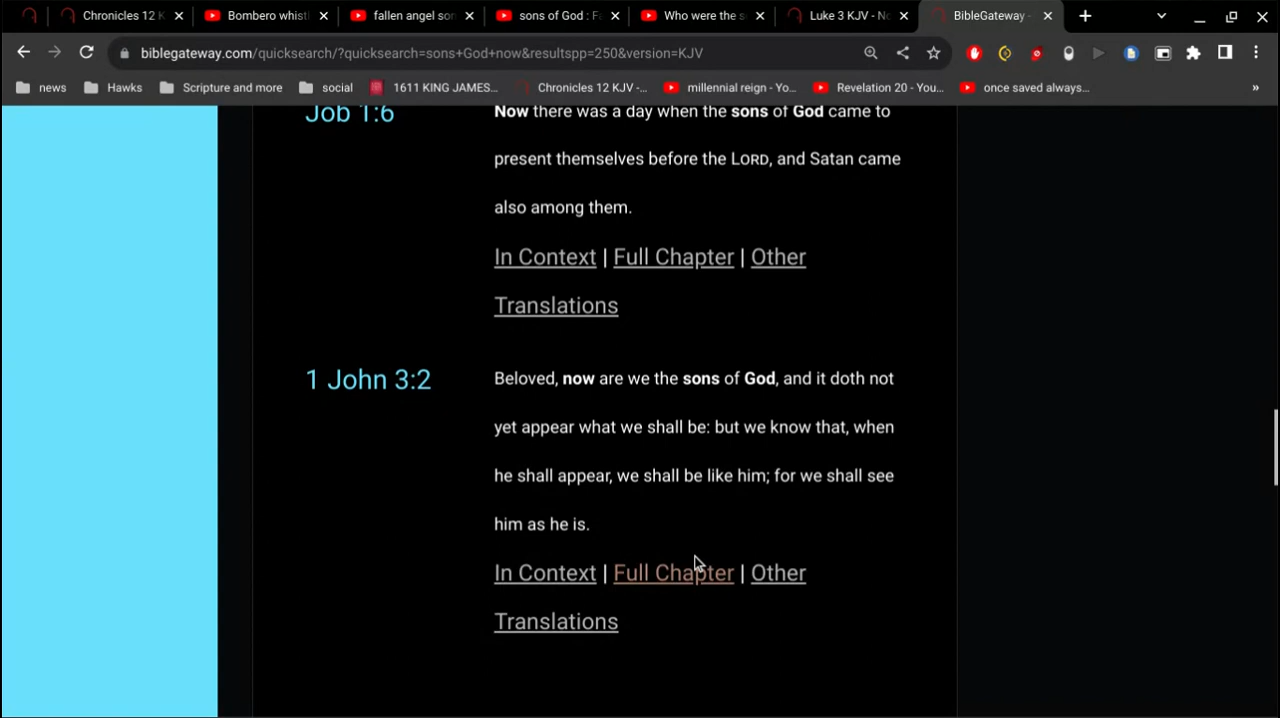 Chronicles 12 K
Bombero whist
fallen angel son
sons of God : Fa
Who were the s
Luke 3 KJV - No
BibleGateway -
biblegateway.com/quicksearch/?quicksearch=sons+God+now&resultspp=250&version=KJV
news Hawks Scripture and more social 1611 KING JAMES... Chronicles 12 KJV -... millennial reign - Yo... Revelation 20 - You... once saved always... »
Job 1:6
Now there was a day when the sons of God came to
present themselves before the LORD, and Satan came
also among them.
In Context | Full Chapter | Other
Translations
1 John 3:2
Beloved, now are we the sons of God, and it doth not
yet appear what we shall be: but we know that, when
he shall appear, we shall be like him; for we shall see
him as he is.
In Context | Full Chapter | Other
Translations